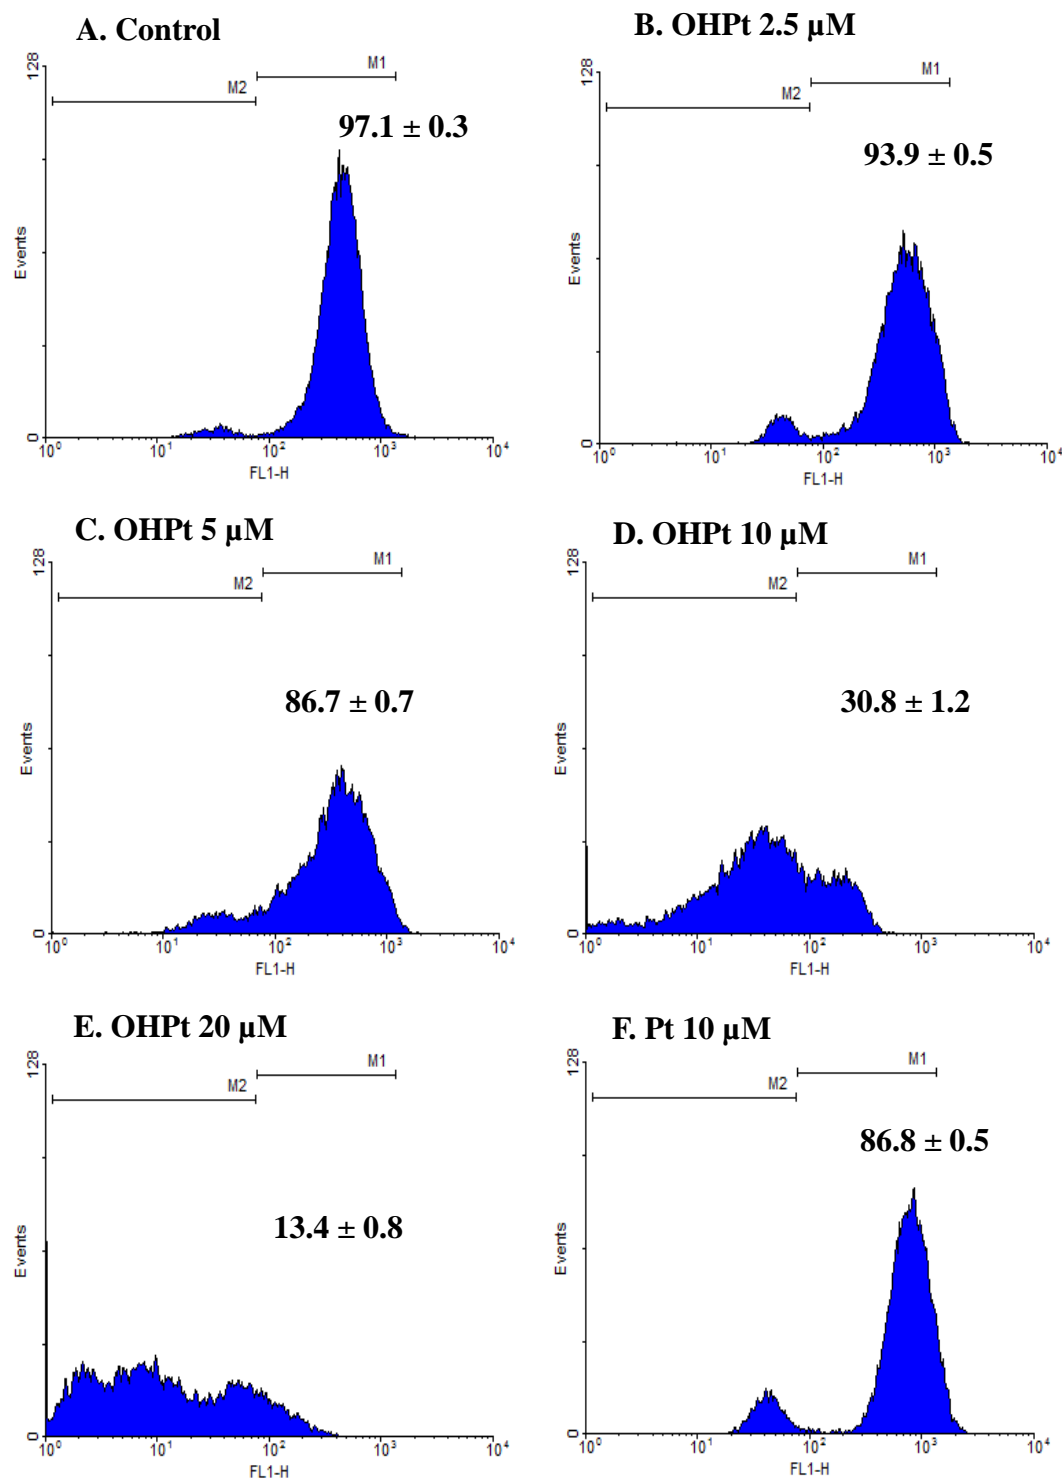 A. Control
128
M1
M2
97.1 ± 0.3
Events
0
10⁰ 10¹ 10² 10³ 10⁴
FL1-H
B. OHPt 2.5 µM
128
M1
M2
93.9 ± 0.5
Events
0
10⁰ 10¹ 10² 10³ 10⁴
FL1-H
C. OHPt 5 µM
128
M1
M2
86.7 ± 0.7
Events
0
10⁰ 10¹ 10² 10³ 10⁴
FL1-H
D. OHPt 10 µM
128
M1
M2
30.8 ± 1.2
Events
0
10⁰ 10¹ 10² 10³ 10⁴
FL1-H
E. OHPt 20 µM
128
M1
M2
13.4 ± 0.8
Events
0
10⁰ 10¹ 10² 10³ 10⁴
FL1-H
F. Pt 10 µM
128
M1
M2
86.8 ± 0.5
Events
0
10⁰ 10¹ 10² 10³ 10⁴
FL1-H